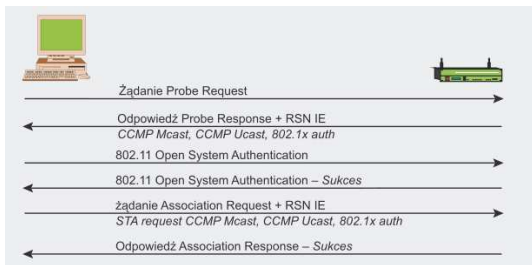 Żądanie Probe Request
Odpowiedź Probe Response + RSN IE
CCMP Mcast, CCMP Ucast, 802.1x auth
802.11 Open System Authentication
802.11 Open System Authentication – Sukces
żądanie Association Request + RSN IE
STA request CCMP Mcast, CCMP Ucast, 802.1x auth
Odpowiedź Association Response – Sukces